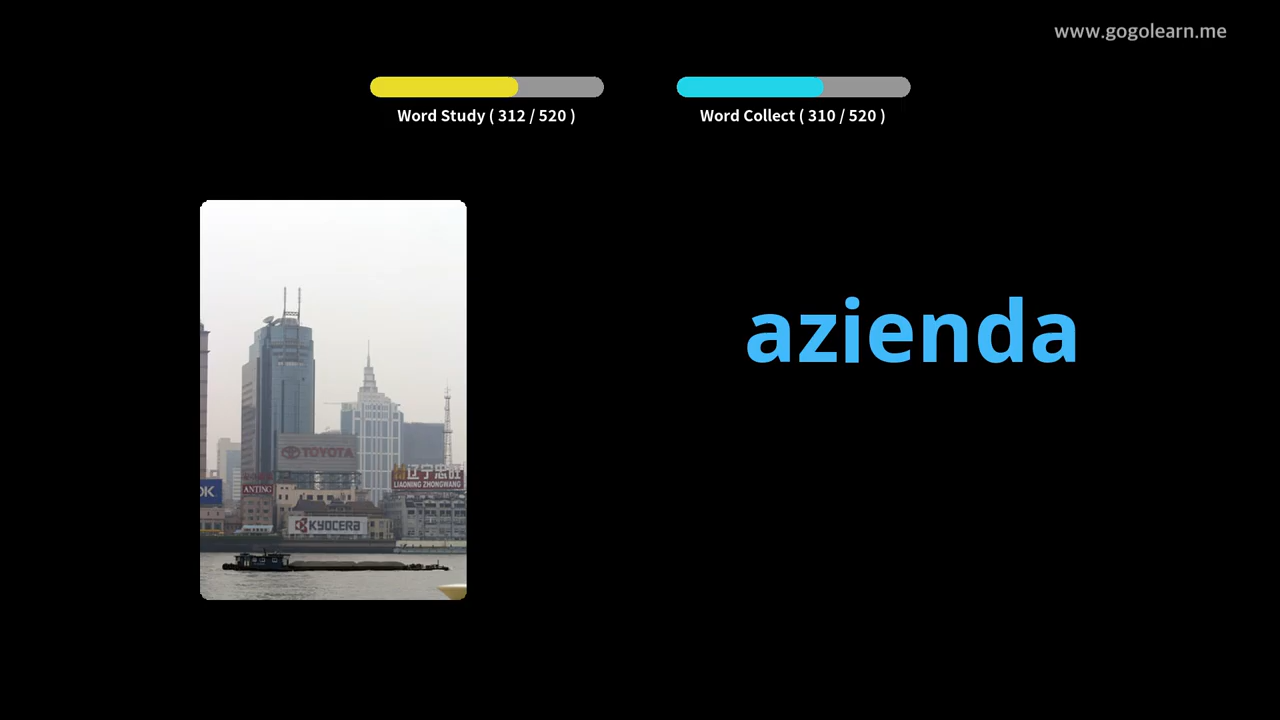 www.gogolearn.me
Word Study ( 312 / 520 )
Word Collect ( 310 / 520 )
azienda
TOYOTA
辽宁忠旺
LIAONING ZHONGWANG
OK
ANTING
KYOCERA